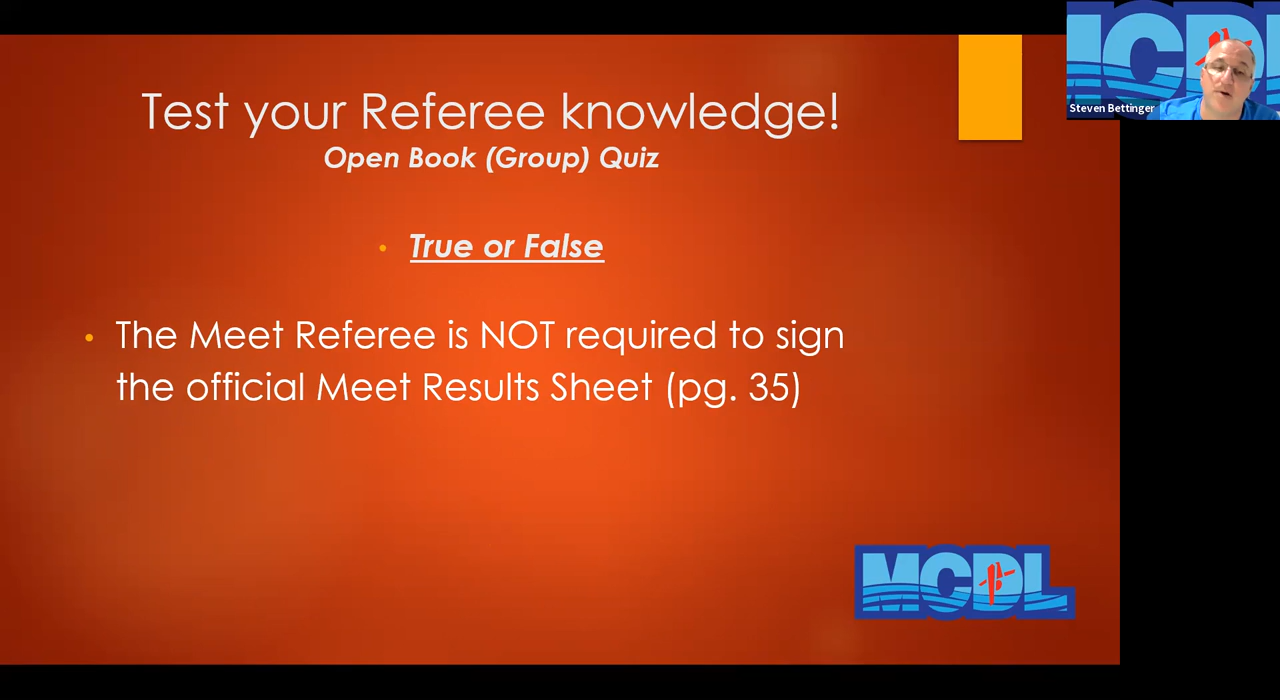 Test your Referee knowledge!
Open Book (Group) Quiz
• True or False
• The Meet Referee is NOT required to sign
the official Meet Results Sheet (pg. 35)
MCDL
Steven Bettinger